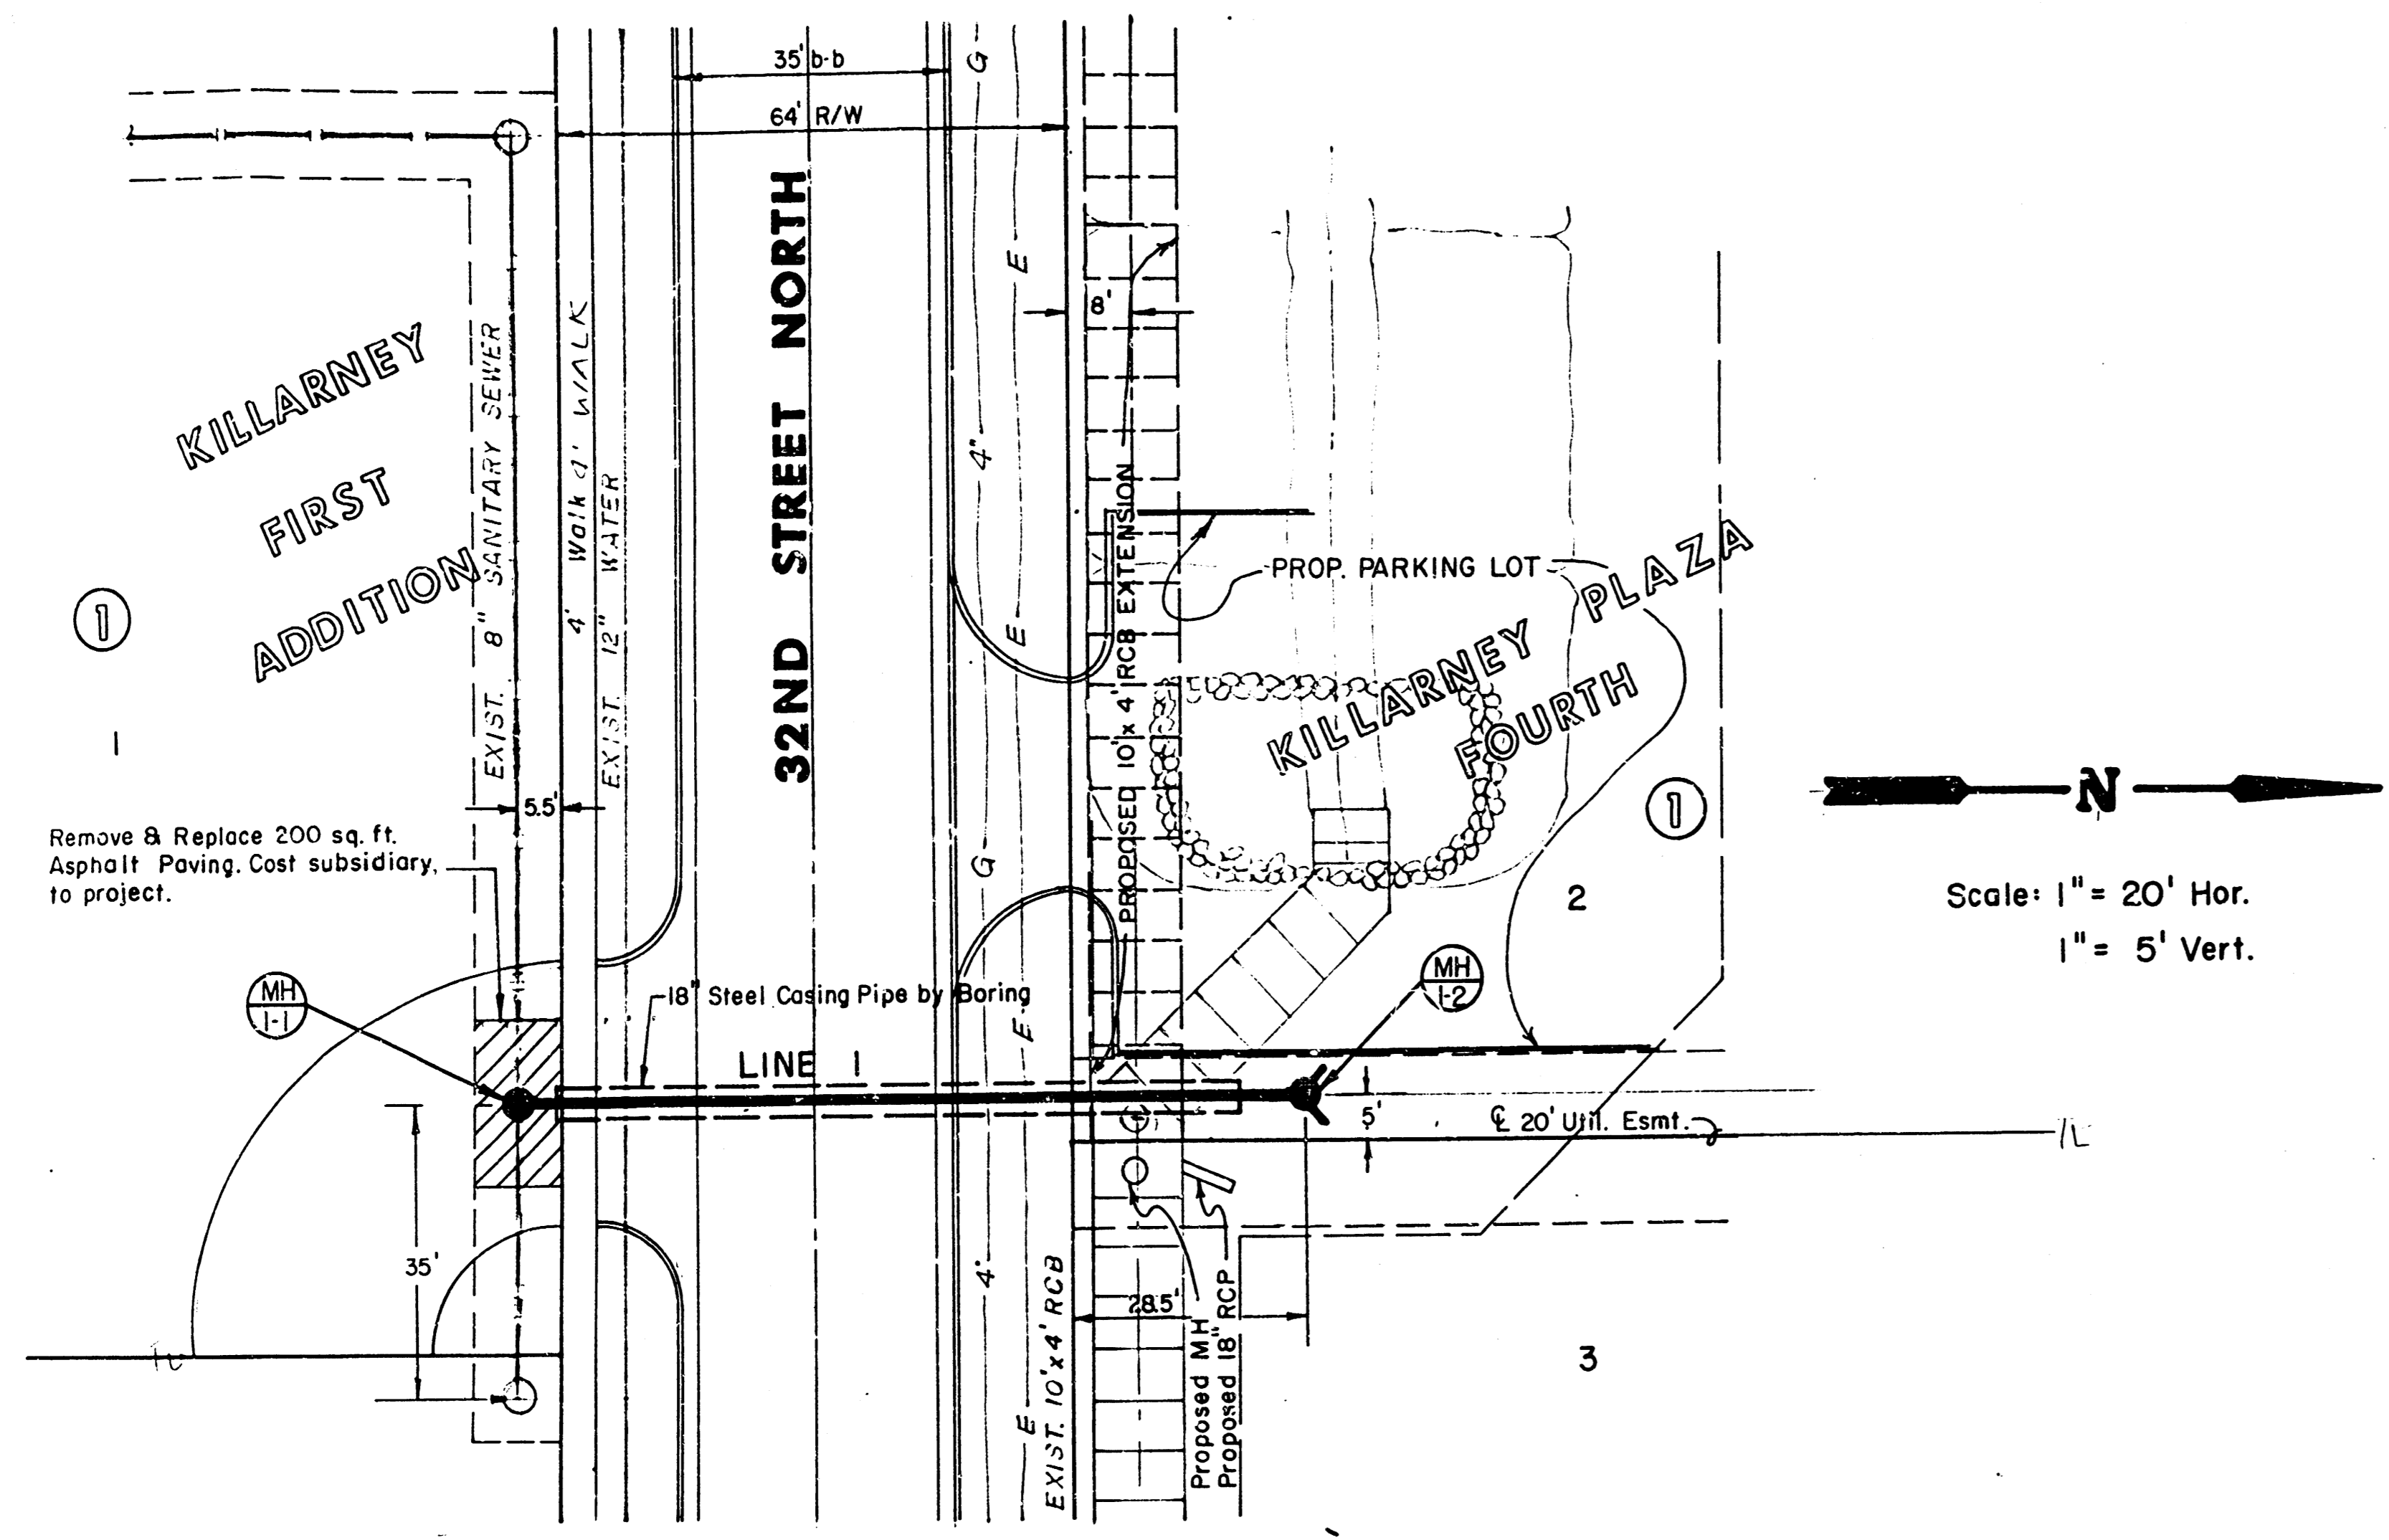 35' b-b
64' R/W
G
E
8'
32ND STREET NORTH
KILLARNEY
FIRST
ADDITION
EXIST. 8" SANITARY SEWER
4' Walk 4' WALK
EXIST. 12" WATER
4"
E
PROPOSED 10' x 4' RCB EXTENSION
PROP. PARKING LOT
KILLARNEY PLAZA
FOURTH
1
1
1
N
5.5'
Remove & Replace 200 sq. ft.
Asphalt Paving. Cost subsidiary,
to project.
G
2
Scale: 1" = 20' Hor.
1" = 5' Vert.
MH
1-1
18" Steel Casing Pipe by Boring
MH
1-2
E
LINE 1
5'
℄ 20' Util. Esmt.
35'
4"
28.5'
E
EXIST. 10' x 4' RCB
Proposed MH
Proposed 18" RCP
3